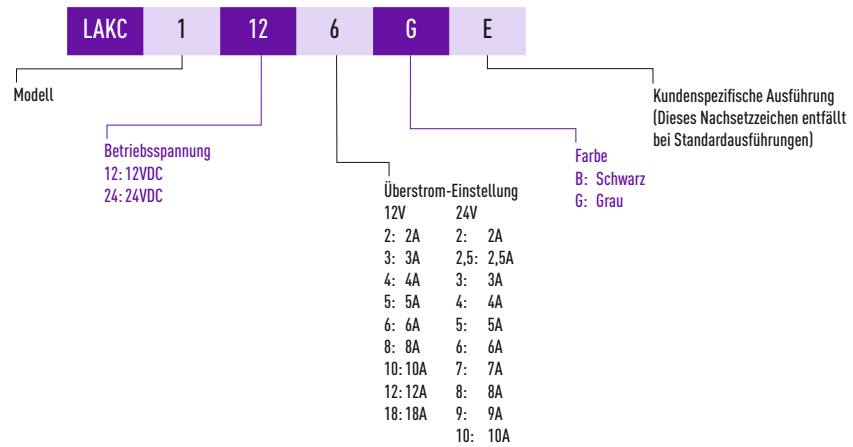 LAKC 1 12 6 G E
Modell
Kundenspezifische Ausführung
(Dieses Nachsetzzeichen entfällt
bei Standardausführungen)
Betriebsspannung
12: 12VDC
24: 24VDC
Farbe
B: Schwarz
G: Grau
Überstrom-Einstellung
12V 24V
2: 2A 2: 2A
3: 3A 2,5: 2,5A
4: 4A 3: 3A
5: 5A 4: 4A
6: 6A 5: 5A
8: 8A 6: 6A
10: 10A 7: 7A
12: 12A 8: 8A
18: 18A 9: 9A
10: 10A